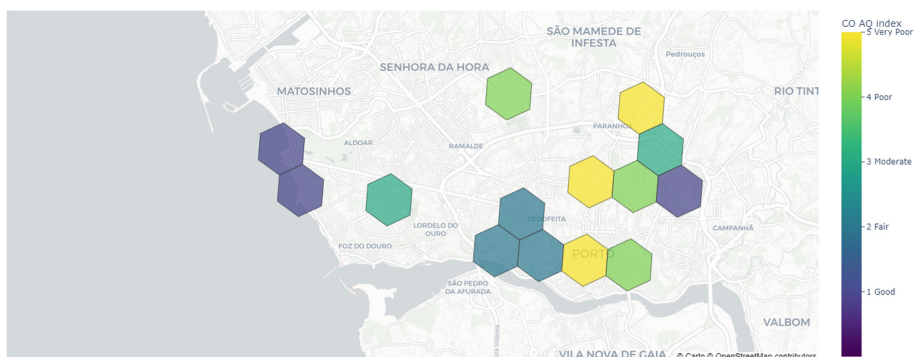 CO AQ index
5 Very Poor
4 Poor
3 Moderate
2 Fair
1 Good
SÃO MAMEDE DE
INFESTA
Pedrouços
SENHORA DA HORA
MATOSINHOS
RIO TINT
PARANHOS
ALDOAR
RAMALDE
CEDOFEITA
LORDELO DO
OURO
CAMPANHÃ
FOZ DO DOURO
PORTO
SÃO PEDRO
DA AFURADA
VALBOM
VILA NOVA DE GAIA
© Carto © OpenStreetMap contributors